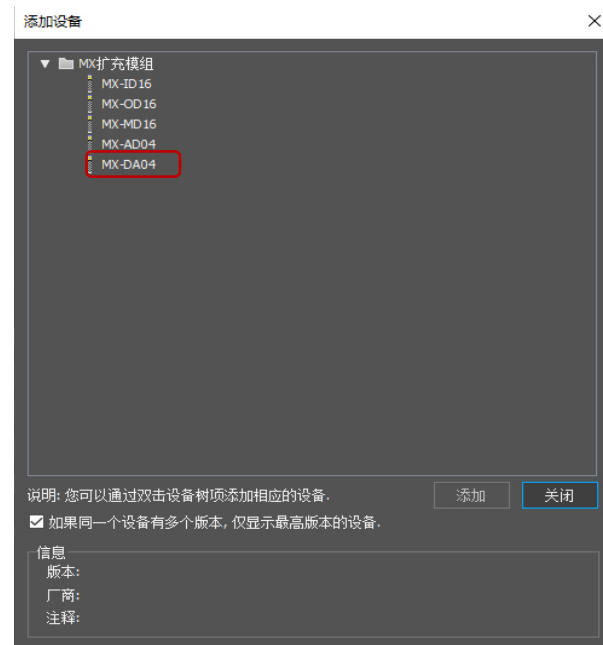 添加设备
MX扩充模组
MX-ID16
MX-OD16
MX-MD16
MX-AD04
MX-DA04
说明: 您可以通过双击设备树项添加相应的设备.
添加
关闭
如果同一个设备有多个版本, 仅显示最高版本的设备.
信息
版本:
厂商:
注释: